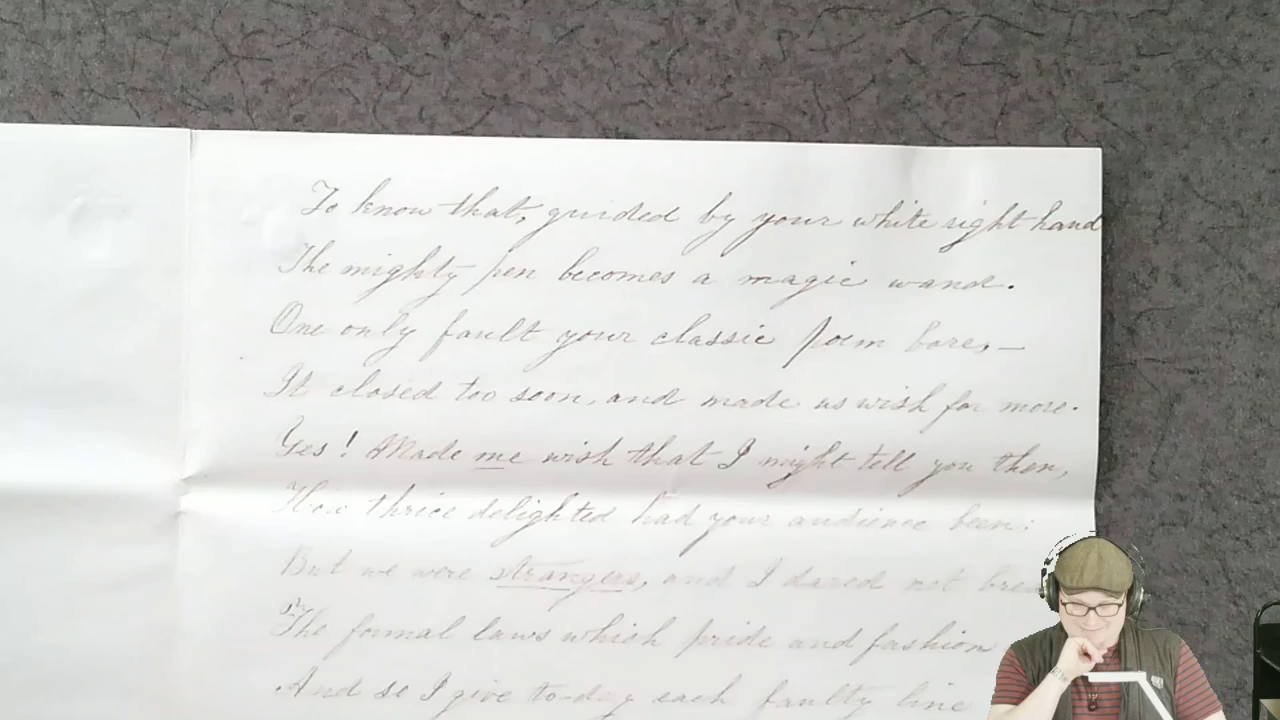 To know that, guided by your white right hand
The mighty pen becomes a magic wand.
One only fault your classic poem bore, —
It closed too soon, and made us wish for more.
Yes! Made me wish that I might tell you then,
How thrice delighted had your audience been:
But we were strangers, and I dared not
The formal laws which pride and fashion
And so I give to-day each faulty line